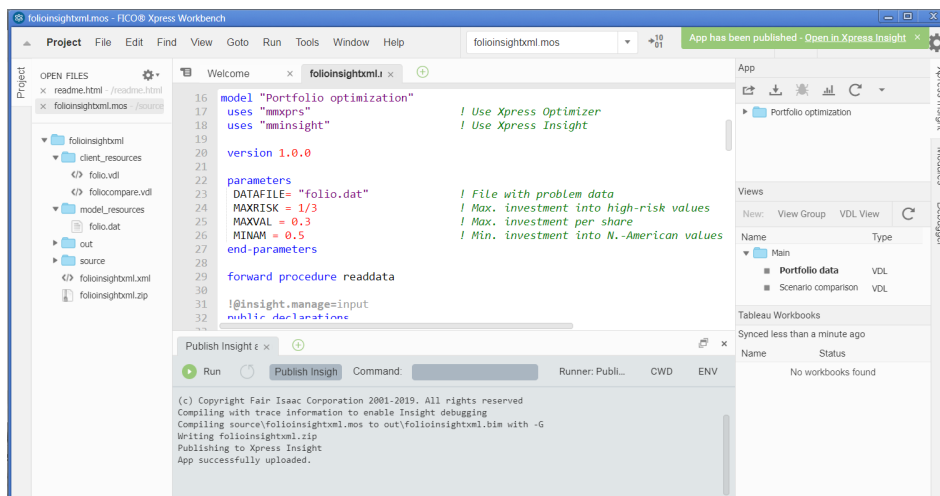 folioinsightxml.mos - FICO® Xpress Workbench
Project File Edit Find View Goto Run Tools Window Help
folioinsightxml.mos
10
01
App has been published - Open in Xpress Insight ×
Project
OPEN FILES
× readme.html - /readme.html
× folioinsightxml.mos - /source
folioinsightxml
client_resources
folio.vdl
foliocompare.vdl
model_resources
folio.dat
out
source
folioinsightxml.xml
folioinsightxml.zip
Welcome ×
folioinsightxml.r ×
16 model "Portfolio optimization"
17 uses "mmxprs" ! Use Xpress Optimizer
18 uses "mminsight" ! Use Xpress Insight
19
20 version 1.0.0
21
22 parameters
23 DATAFILE= "folio.dat" ! File with problem data
24 MAXRISK = 1/3 ! Max. investment into high-risk values
25 MAXVAL = 0.3 ! Max. investment per share
26 MINAM = 0.5 ! Min. investment into N.-American values
27 end-parameters
28
29 forward procedure readdata
30
31 !@insight.manage=input
32 public declarations
Publish Insight ε ×
Run
Publish Insigh
Command:
Runner: Publi...
CWD
ENV
(c) Copyright Fair Isaac Corporation 2001-2019. All rights reserved
Compiling with trace information to enable Insight debugging
Compiling source\folioinsightxml.mos to out\folioinsightxml.bim with -G
Writing folioinsightxml.zip
Publishing to Xpress Insight
App successfully uploaded.
App
Portfolio optimization
Views
New: View Group VDL View
Name Type
Main
Portfolio data VDL
Scenario comparison VDL
Tableau Workbooks
Synced less than a minute ago
Name Status
No workbooks found